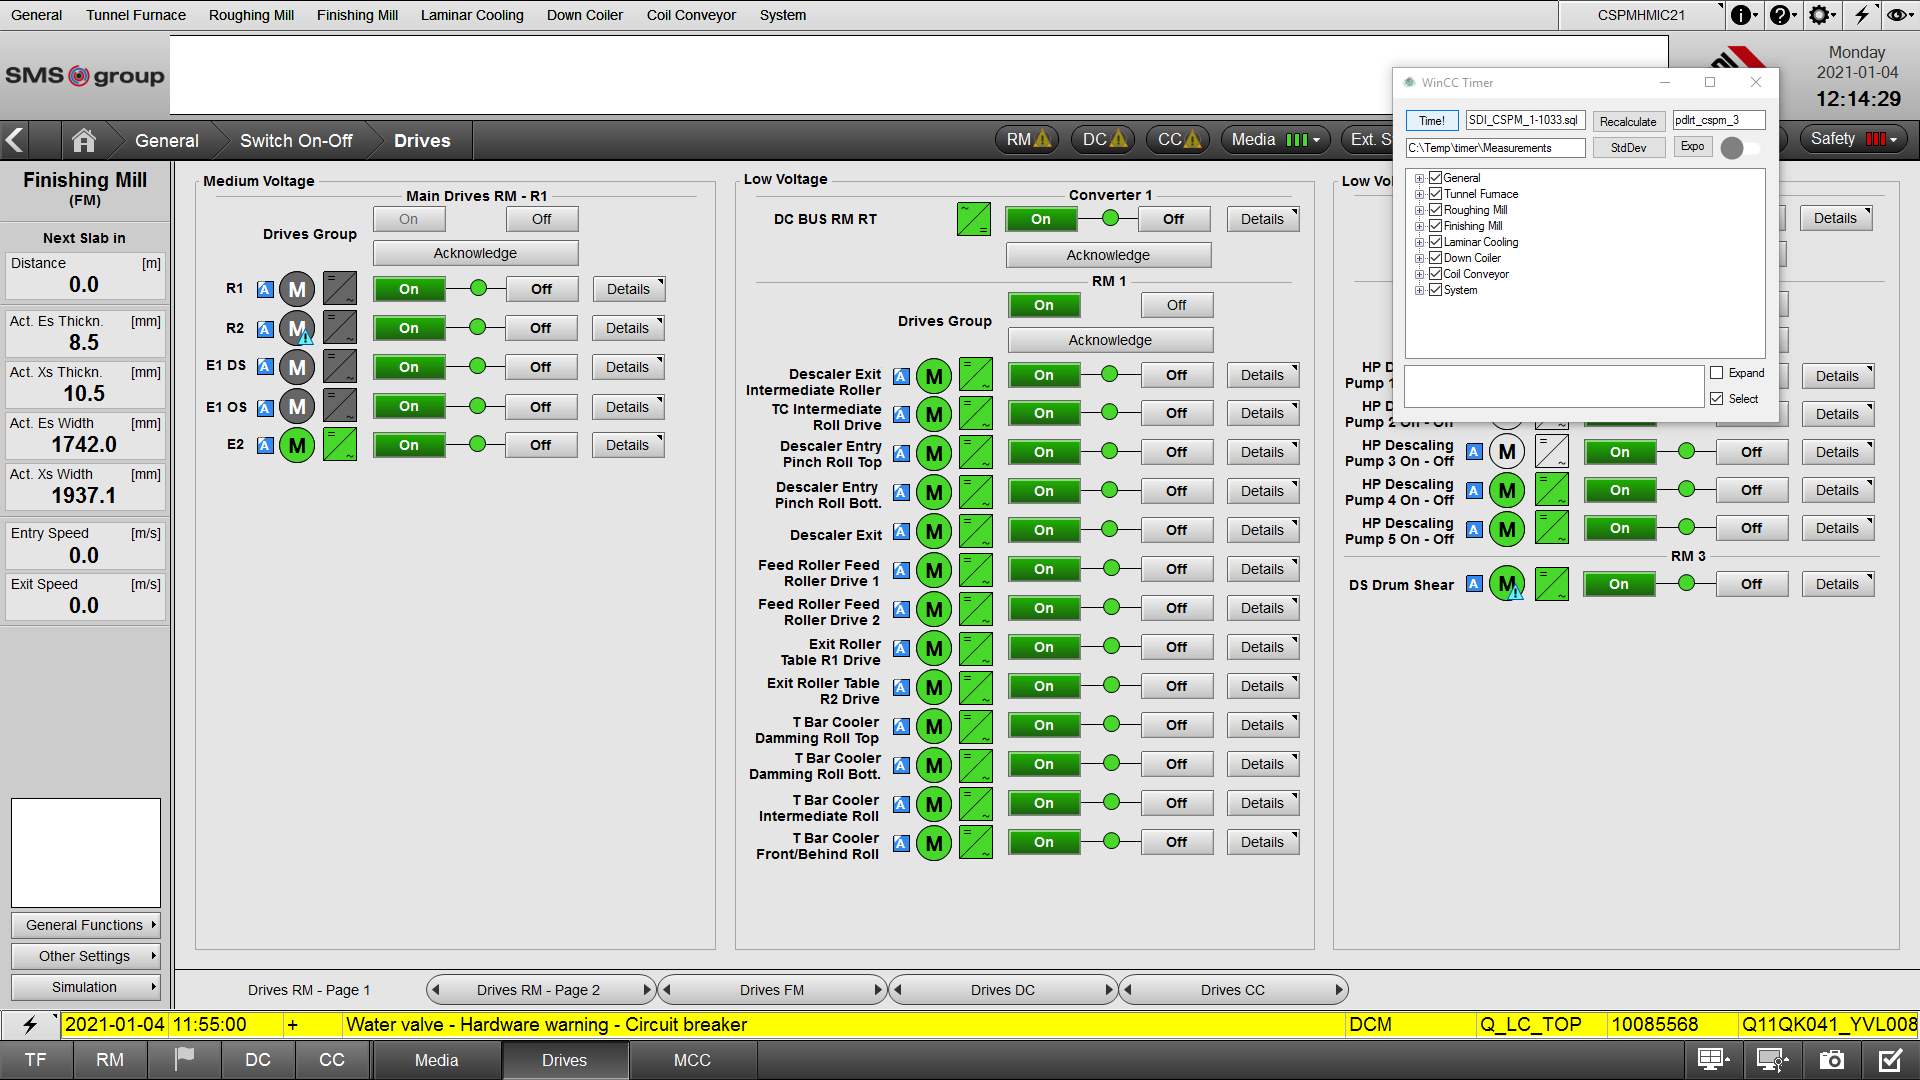 General Tunnel Furnace Roughing Mill Finishing Mill Laminar Cooling Down Coiler Coil Conveyor System CSPMHMIC21
SMS group
Monday
2021-01-04
12:14:29
General Switch On-Off Drives RM DC CC Media Ext. S Safety
WinCC Timer
Time! SDI_CSPM_1-1033.sql Recalculate pdlrt_cspm_3
C:\Temp\timer\Measurements StdDev Expo
General
Tunnel Furnace
Roughing Mill
Finishing Mill
Laminar Cooling
Down Coiler
Coil Conveyor
System
Expand
Select
Finishing Mill
(FM)
Next Slab in
Distance [m]
0.0
Act. Es Thickn. [mm]
8.5
Act. Xs Thickn. [mm]
10.5
Act. Es Width [mm]
1742.0
Act. Xs Width [mm]
1937.1
Entry Speed [m/s]
0.0
Exit Speed [m/s]
0.0
General Functions
Other Settings
Simulation
Medium Voltage
Main Drives RM - R1
On Off
Drives Group
Acknowledge
R1 A M On Off Details
R2 A M On Off Details
E1 DS A M On Off Details
E1 OS A M On Off Details
E2 A M On Off Details
Low Voltage
Converter 1
DC BUS RM RT On Off Details
Acknowledge
RM 1
On Off
Drives Group
Acknowledge
Descaler Exit
Intermediate Roller A M On Off Details
TC Intermediate
Roll Drive A M On Off Details
Descaler Entry
Pinch Roll Top A M On Off Details
Descaler Entry
Pinch Roll Bott. A M On Off Details
Descaler Exit A M On Off Details
Feed Roller Feed
Roller Drive 1 A M On Off Details
Feed Roller Feed
Roller Drive 2 A M On Off Details
Exit Roller
Table R1 Drive A M On Off Details
Exit Roller Table
R2 Drive A M On Off Details
T Bar Cooler
Damming Roll Top A M On Off Details
T Bar Cooler
Damming Roll Bott. A M On Off Details
T Bar Cooler
Intermediate Roll A M On Off Details
T Bar Cooler
Front/Behind Roll A M On Off Details
Low Vo
Details
HP D
Pump 1 Details
HP D
Pump 2 Details
HP Descaling
Pump 3 On - Off A M On Off Details
HP Descaling
Pump 4 On - Off A M On Off Details
HP Descaling
Pump 5 On - Off A M On Off Details
RM 3
DS Drum Shear A M On Off Details
Drives RM - Page 1 Drives RM - Page 2 Drives FM Drives DC Drives CC
2021-01-04 11:55:00 + Water valve - Hardware warning - Circuit breaker DCM Q_LC_TOP 10085568 Q11QK041_YVL008
TF RM DC CC Media Drives MCC